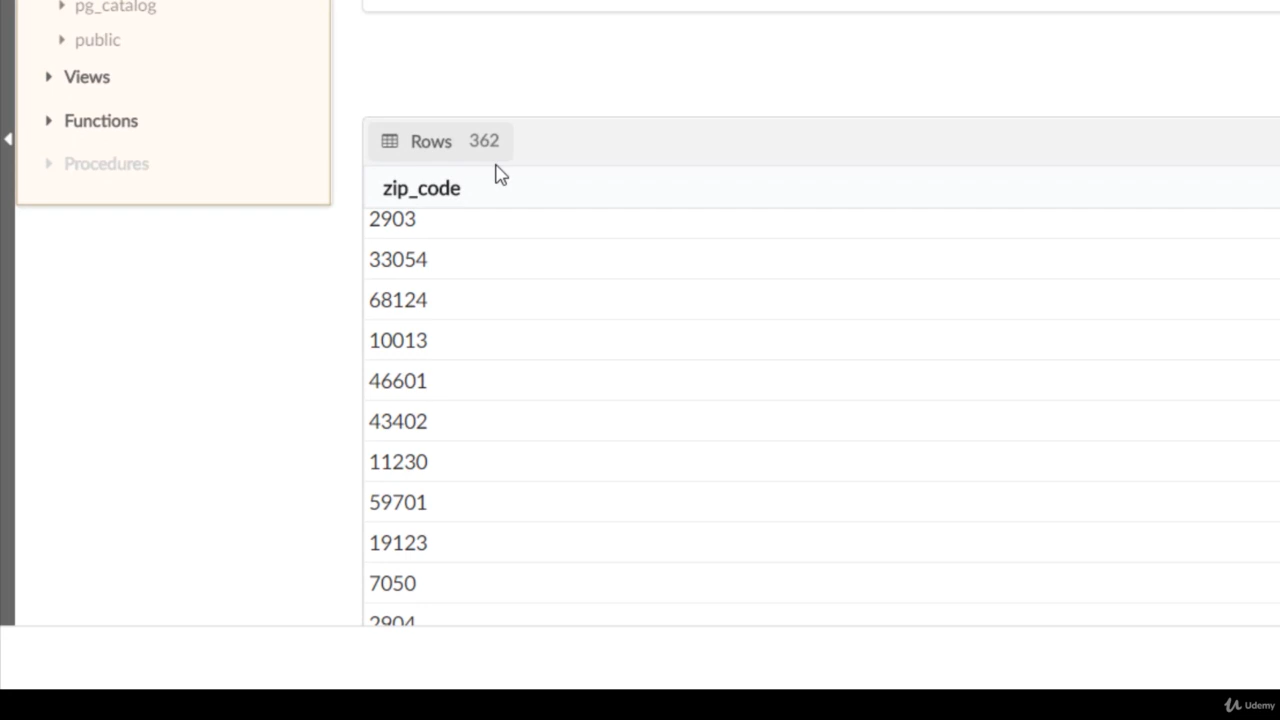 pg_catalog
public
Views
Functions
Procedures
Rows 362
zip_code
2903
33054
68124
10013
46601
43402
11230
59701
19123
7050
2904
Udemy